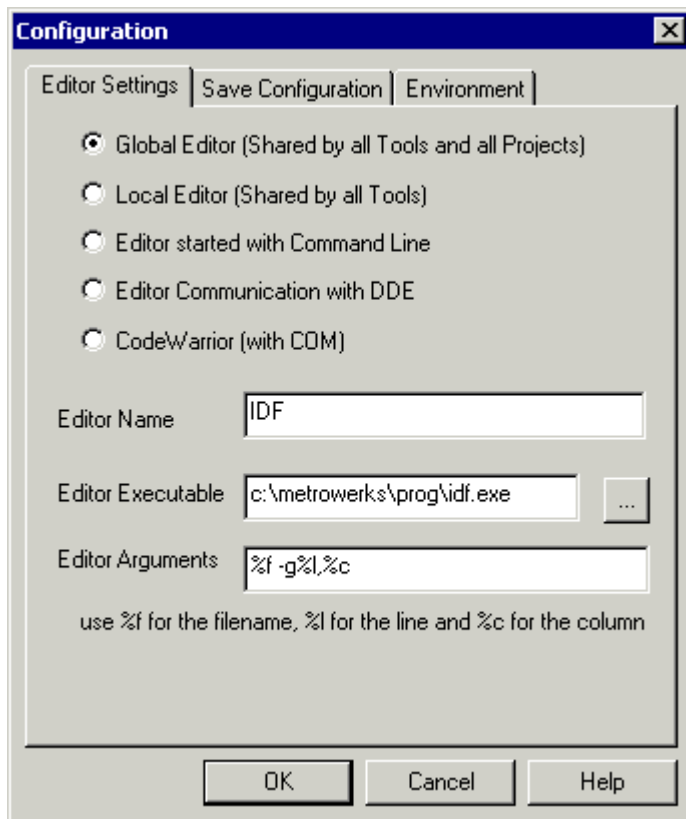 Configuration
Editor Settings Save Configuration Environment
Global Editor (Shared by all Tools and all Projects)
Local Editor (Shared by all Tools)
Editor started with Command Line
Editor Communication with DDE
CodeWarrior (with COM)
Editor Name IDF
Editor Executable c:\metrowerks\prog\idf.exe ...
Editor Arguments %f -g%l,%c
use %f for the filename, %l for the line and %c for the column
OK Cancel Help